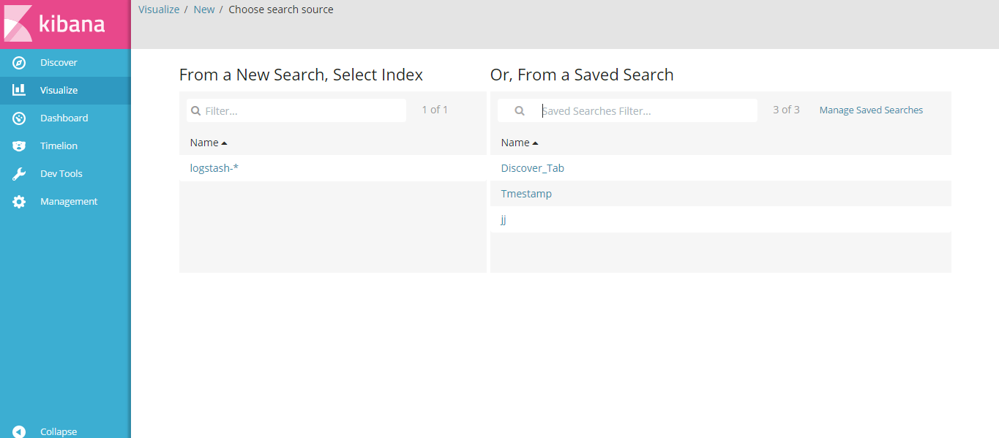 kibana
Visualize / New / Choose search source
Discover
Visualize
Dashboard
Timelion
Dev Tools
Management
Collapse
From a New Search, Select Index
Filter...
1 of 1
Name
logstash-*
Or, From a Saved Search
Saved Searches Filter...
3 of 3
Manage Saved Searches
Name
Discover_Tab
Tmestamp
jj